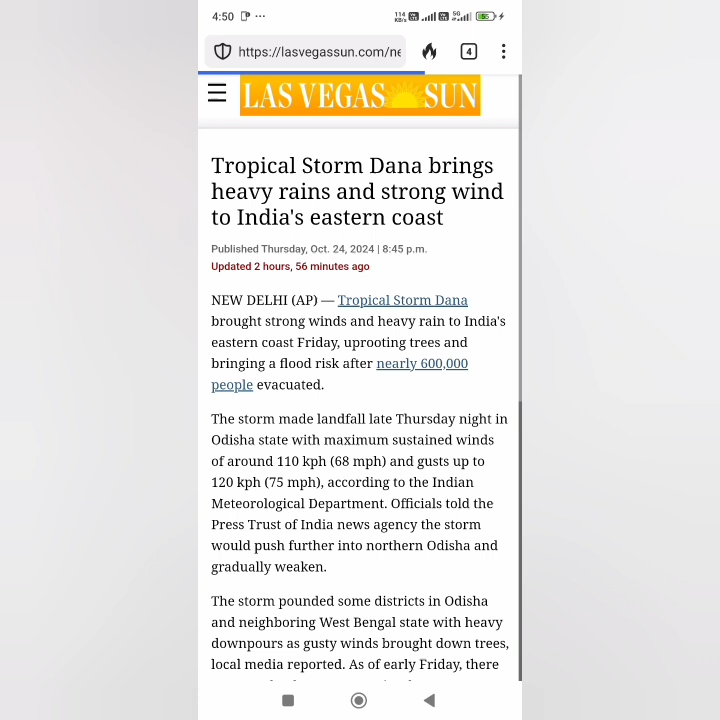 4:50
114
KB/s
5G
65
https://lasvegassun.com/ne
4
LAS VEGAS SUN
Tropical Storm Dana brings
heavy rains and strong wind
to India's eastern coast
Published Thursday, Oct. 24, 2024 | 8:45 p.m.
Updated 2 hours, 56 minutes ago
NEW DELHI (AP) — Tropical Storm Dana
brought strong winds and heavy rain to India's
eastern coast Friday, uprooting trees and
bringing a flood risk after nearly 600,000
people evacuated.
The storm made landfall late Thursday night in
Odisha state with maximum sustained winds
of around 110 kph (68 mph) and gusts up to
120 kph (75 mph), according to the Indian
Meteorological Department. Officials told the
Press Trust of India news agency the storm
would push further into northern Odisha and
gradually weaken.
The storm pounded some districts in Odisha
and neighboring West Bengal state with heavy
downpours as gusty winds brought down trees,
local media reported. As of early Friday, there